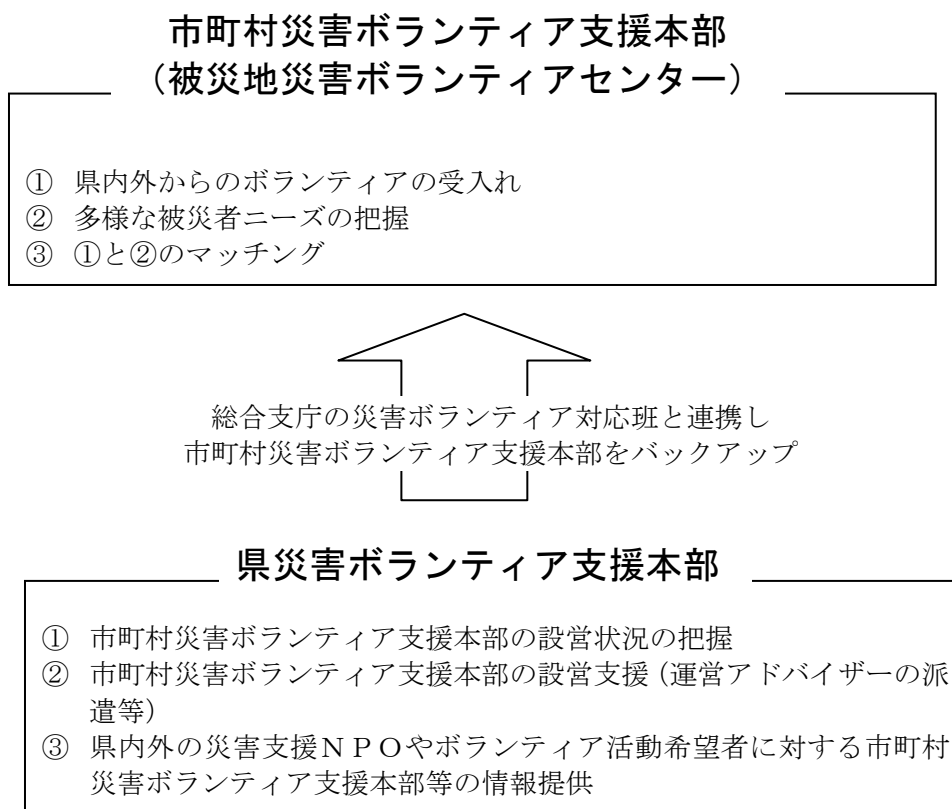 市町村災害ボランティア支援本部
（被災地災害ボランティアセンター）
① 県内外からのボランティアの受入れ
② 多様な被災者ニーズの把握
③ ①と②のマッチング
総合支庁の災害ボランティア対応班と連携し
市町村災害ボランティア支援本部をバックアップ
県災害ボランティア支援本部
① 市町村災害ボランティア支援本部の設営状況の把握
② 市町村災害ボランティア支援本部の設営支援（運営アドバイザーの派
遣等）
③ 県内外の災害支援ＮＰＯやボランティア活動希望者に対する市町村
災害ボランティア支援本部等の情報提供